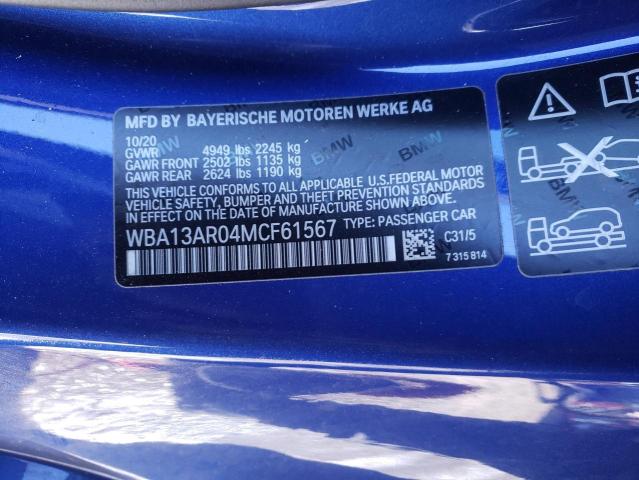 MFD BY BAYERISCHE MOTOREN WERKE AG
10/20
GVWR 4949 lbs 2245 kg
GAWR FRONT 2502 lbs 1135 kg
GAWR REAR 2624 lbs 1190 kg
THIS VEHICLE CONFORMS TO ALL APPLICABLE U.S.FEDERAL MOTOR
VEHICLE SAFETY, BUMPER AND THEFT PREVENTION STANDARDS
IN EFFECT ON THE DATE OF MANUFACTURE SHOWN ABOVE.
WBA13AR04MCF61567 TYPE: PASSENGER CAR
C31/5
7 315 814
BMW
BMW